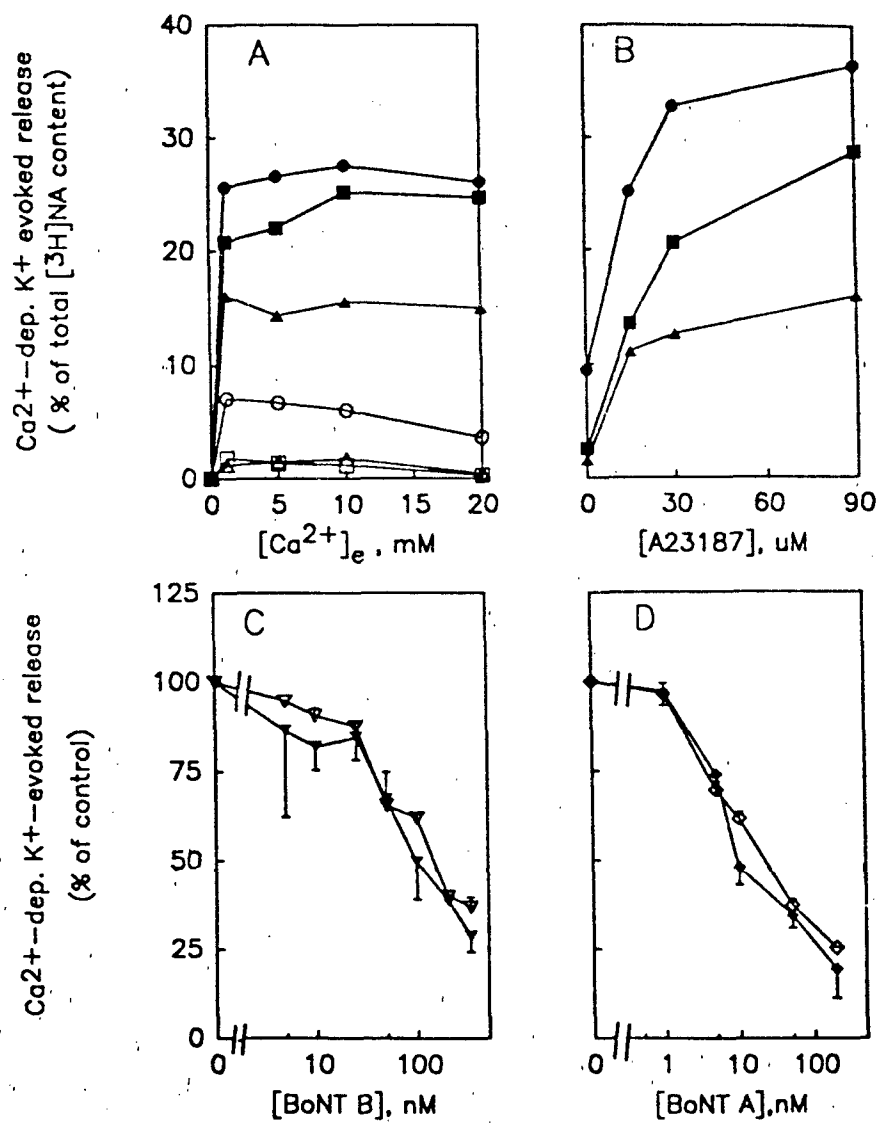 Ca2+-dep. K+ evoked release
( % of total [3H]NA content)
40
30
20
10
0
A
0 5 10 15 20
[Ca2+]e , mM
B
0 30 60 90
[A23187], uM
Ca2+-dep. K+-evoked release
(% of control)
125
100
75
50
25
0
C
0 10 100
[BoNT B], nM
D
0 1 10 100
[BoNT A],nM